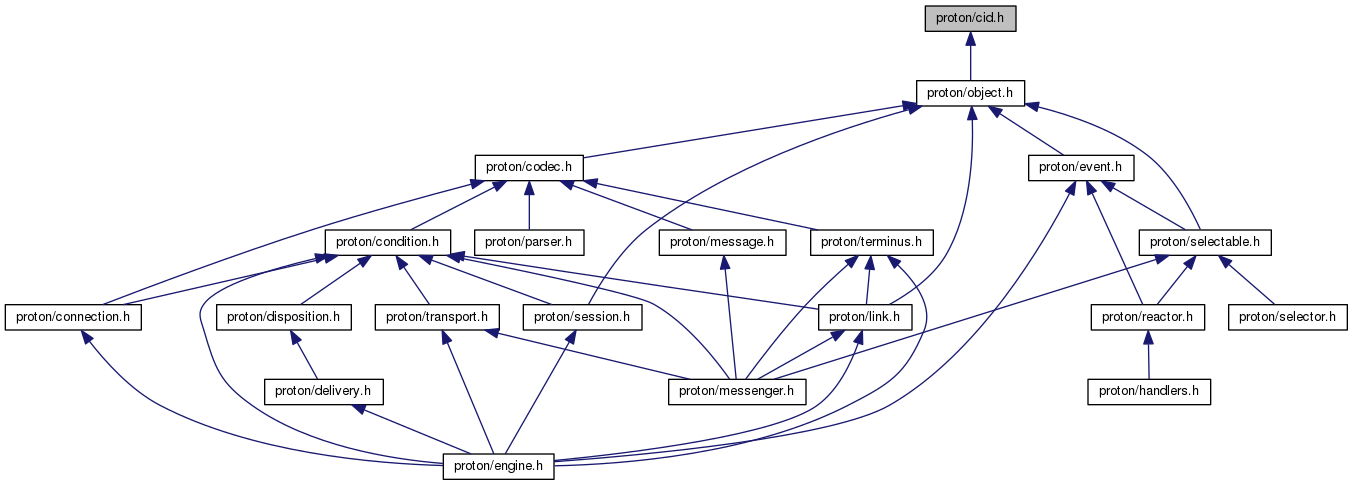 proton/cid.h
proton/object.h
proton/codec.h
proton/event.h
proton/condition.h
proton/parser.h
proton/message.h
proton/terminus.h
proton/selectable.h
proton/connection.h
proton/disposition.h
proton/transport.h
proton/session.h
proton/link.h
proton/reactor.h
proton/selector.h
proton/delivery.h
proton/messenger.h
proton/handlers.h
proton/engine.h